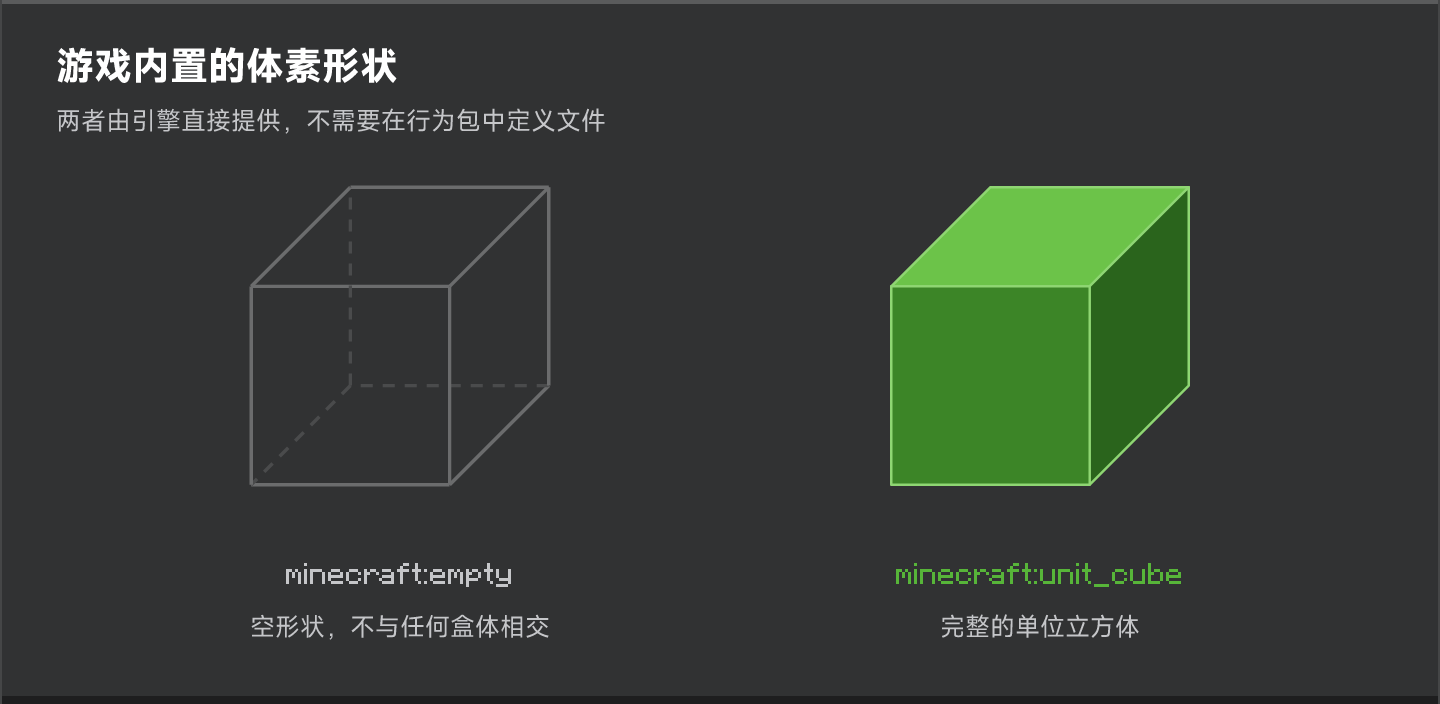 游戏内置的体素形状
两者由引擎直接提供，不需要在行为包中定义文件
minecraft:empty
minecraft:unit_cube
空形状，不与任何盒体相交
完整的单位立方体